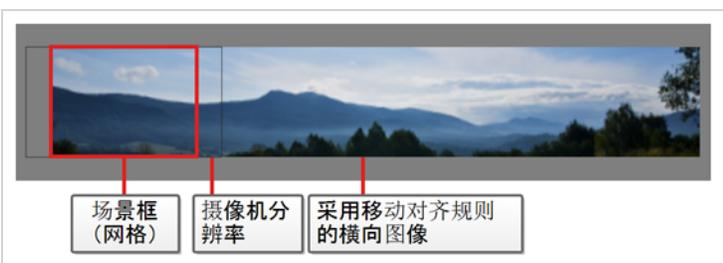 场景框
（网格）
摄像机分
辨率
采用移动对齐规则
的横向图像